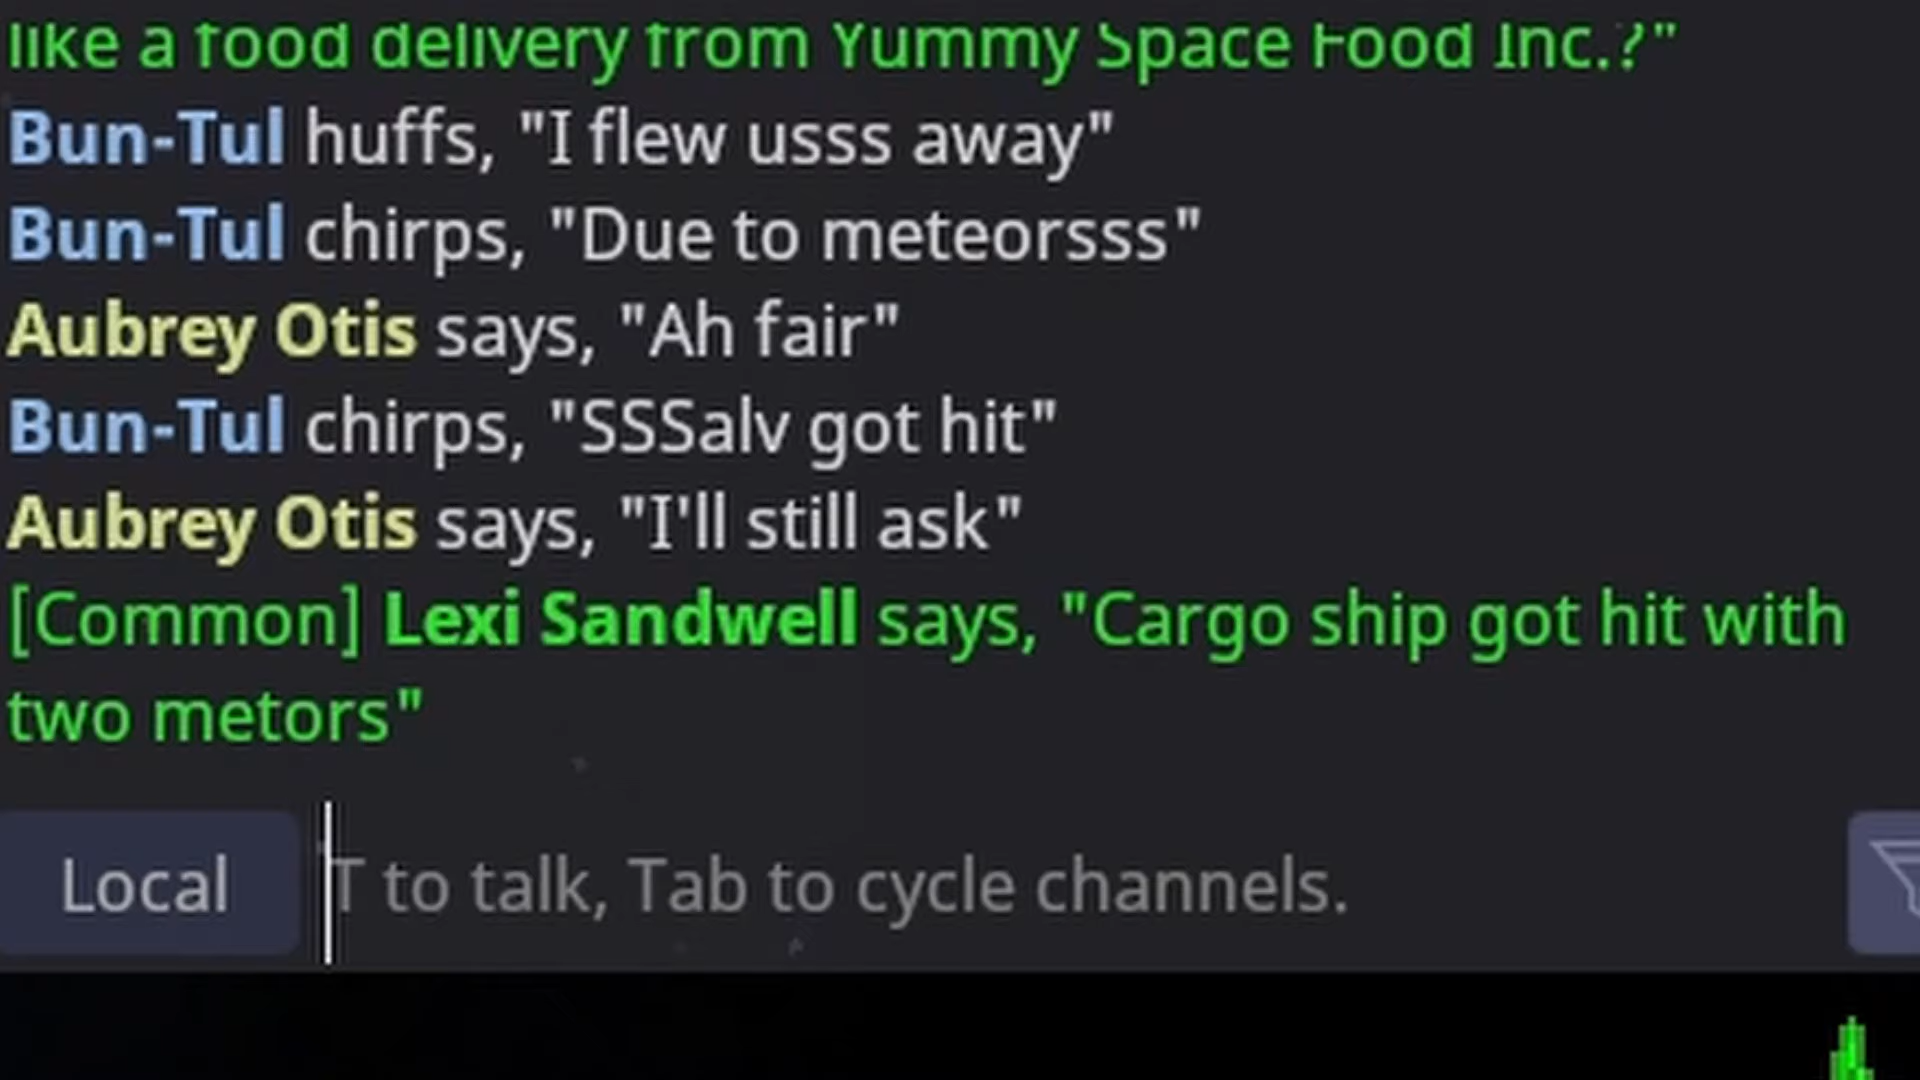 like a food delivery from Yummy Space Food Inc.?"
Bun-Tul huffs, "I flew usss away"
Bun-Tul chirps, "Due to meteorsss"
Aubrey Otis says, "Ah fair"
Bun-Tul chirps, "SSSalv got hit"
Aubrey Otis says, "I'll still ask"
[Common] Lexi Sandwell says, "Cargo ship got hit with
two metors"
Local T to talk, Tab to cycle channels.